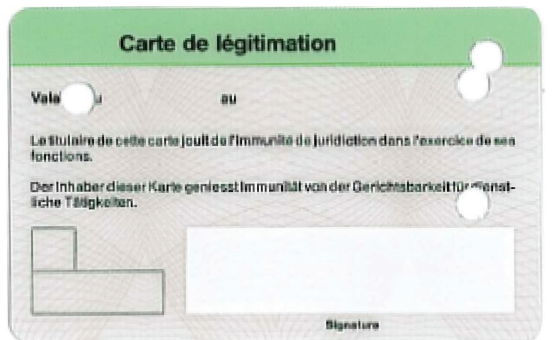 Carte de légitimation
au
Le titulaire de cette carte jouit de l'immunité de juridiction dans l'exercice de ses
fonctions.
Der Inhaber dieser Karte geniesst Immunität von der Gerichtsbarkeit für dienst-
liche Tätigkeiten.
Signature